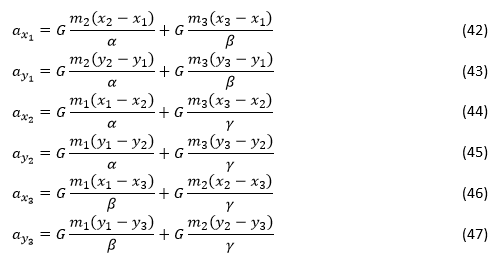 a_{x_1} = G \frac{m_2(x_2 - x_1)}{\alpha} + G \frac{m_3(x_3 - x_1)}{\beta} (42)
a_{y_1} = G \frac{m_2(y_2 - y_1)}{\alpha} + G \frac{m_3(y_3 - y_1)}{\beta} (43)
a_{x_2} = G \frac{m_1(x_1 - x_2)}{\alpha} + G \frac{m_3(x_3 - x_2)}{\gamma} (44)
a_{y_2} = G \frac{m_1(y_1 - y_2)}{\alpha} + G \frac{m_3(y_3 - y_2)}{\gamma} (45)
a_{x_3} = G \frac{m_1(x_1 - x_3)}{\beta} + G \frac{m_2(x_2 - x_3)}{\gamma} (46)
a_{y_3} = G \frac{m_1(y_1 - y_3)}{\beta} + G \frac{m_2(y_2 - y_3)}{\gamma} (47)